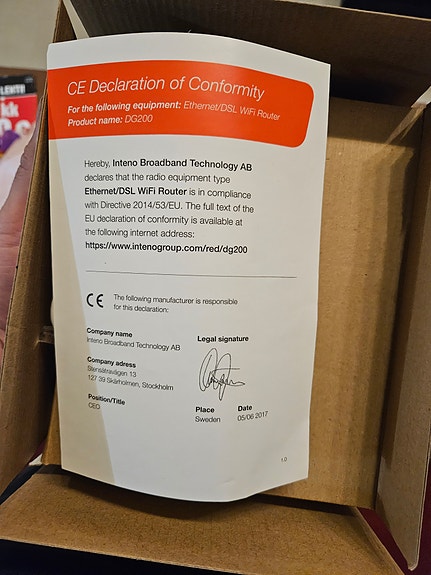 CE Declaration of Conformity
For the following equipment: Ethernet/DSL WiFi Router
Product name: DG200
Hereby, Inteno Broadband Technology AB
declares that the radio equipment type
Ethernet/DSL WiFi Router is in compliance
with Directive 2014/53/EU. The full text of the
EU declaration of conformity is available at
the following internet address:
https://www.intenogroup.com/red/dg200
CE The following manufacturer is responsible
for this declaration:
Company name
Inteno Broadband Technology AB
Company adress
Stensätravägen 13
127 39 Skärholmen, Stockholm
Position/Title
CEO
Legal signature
Place Date
Sweden 05/06 2017
1.0